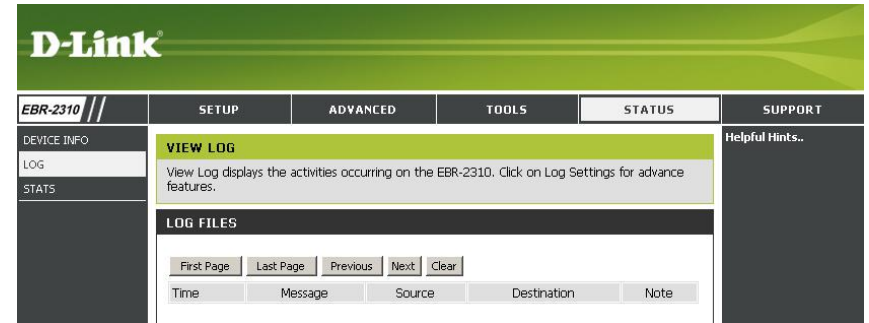 D-Link®
EBR-2310 // SETUP ADVANCED TOOLS STATUS SUPPORT
DEVICE INFO
LOG
STATS
VIEW LOG
View Log displays the activities occurring on the EBR-2310. Click on Log Settings for advance
features.
LOG FILES
First Page Last Page Previous Next Clear
Time Message Source Destination Note
Helpful Hints..